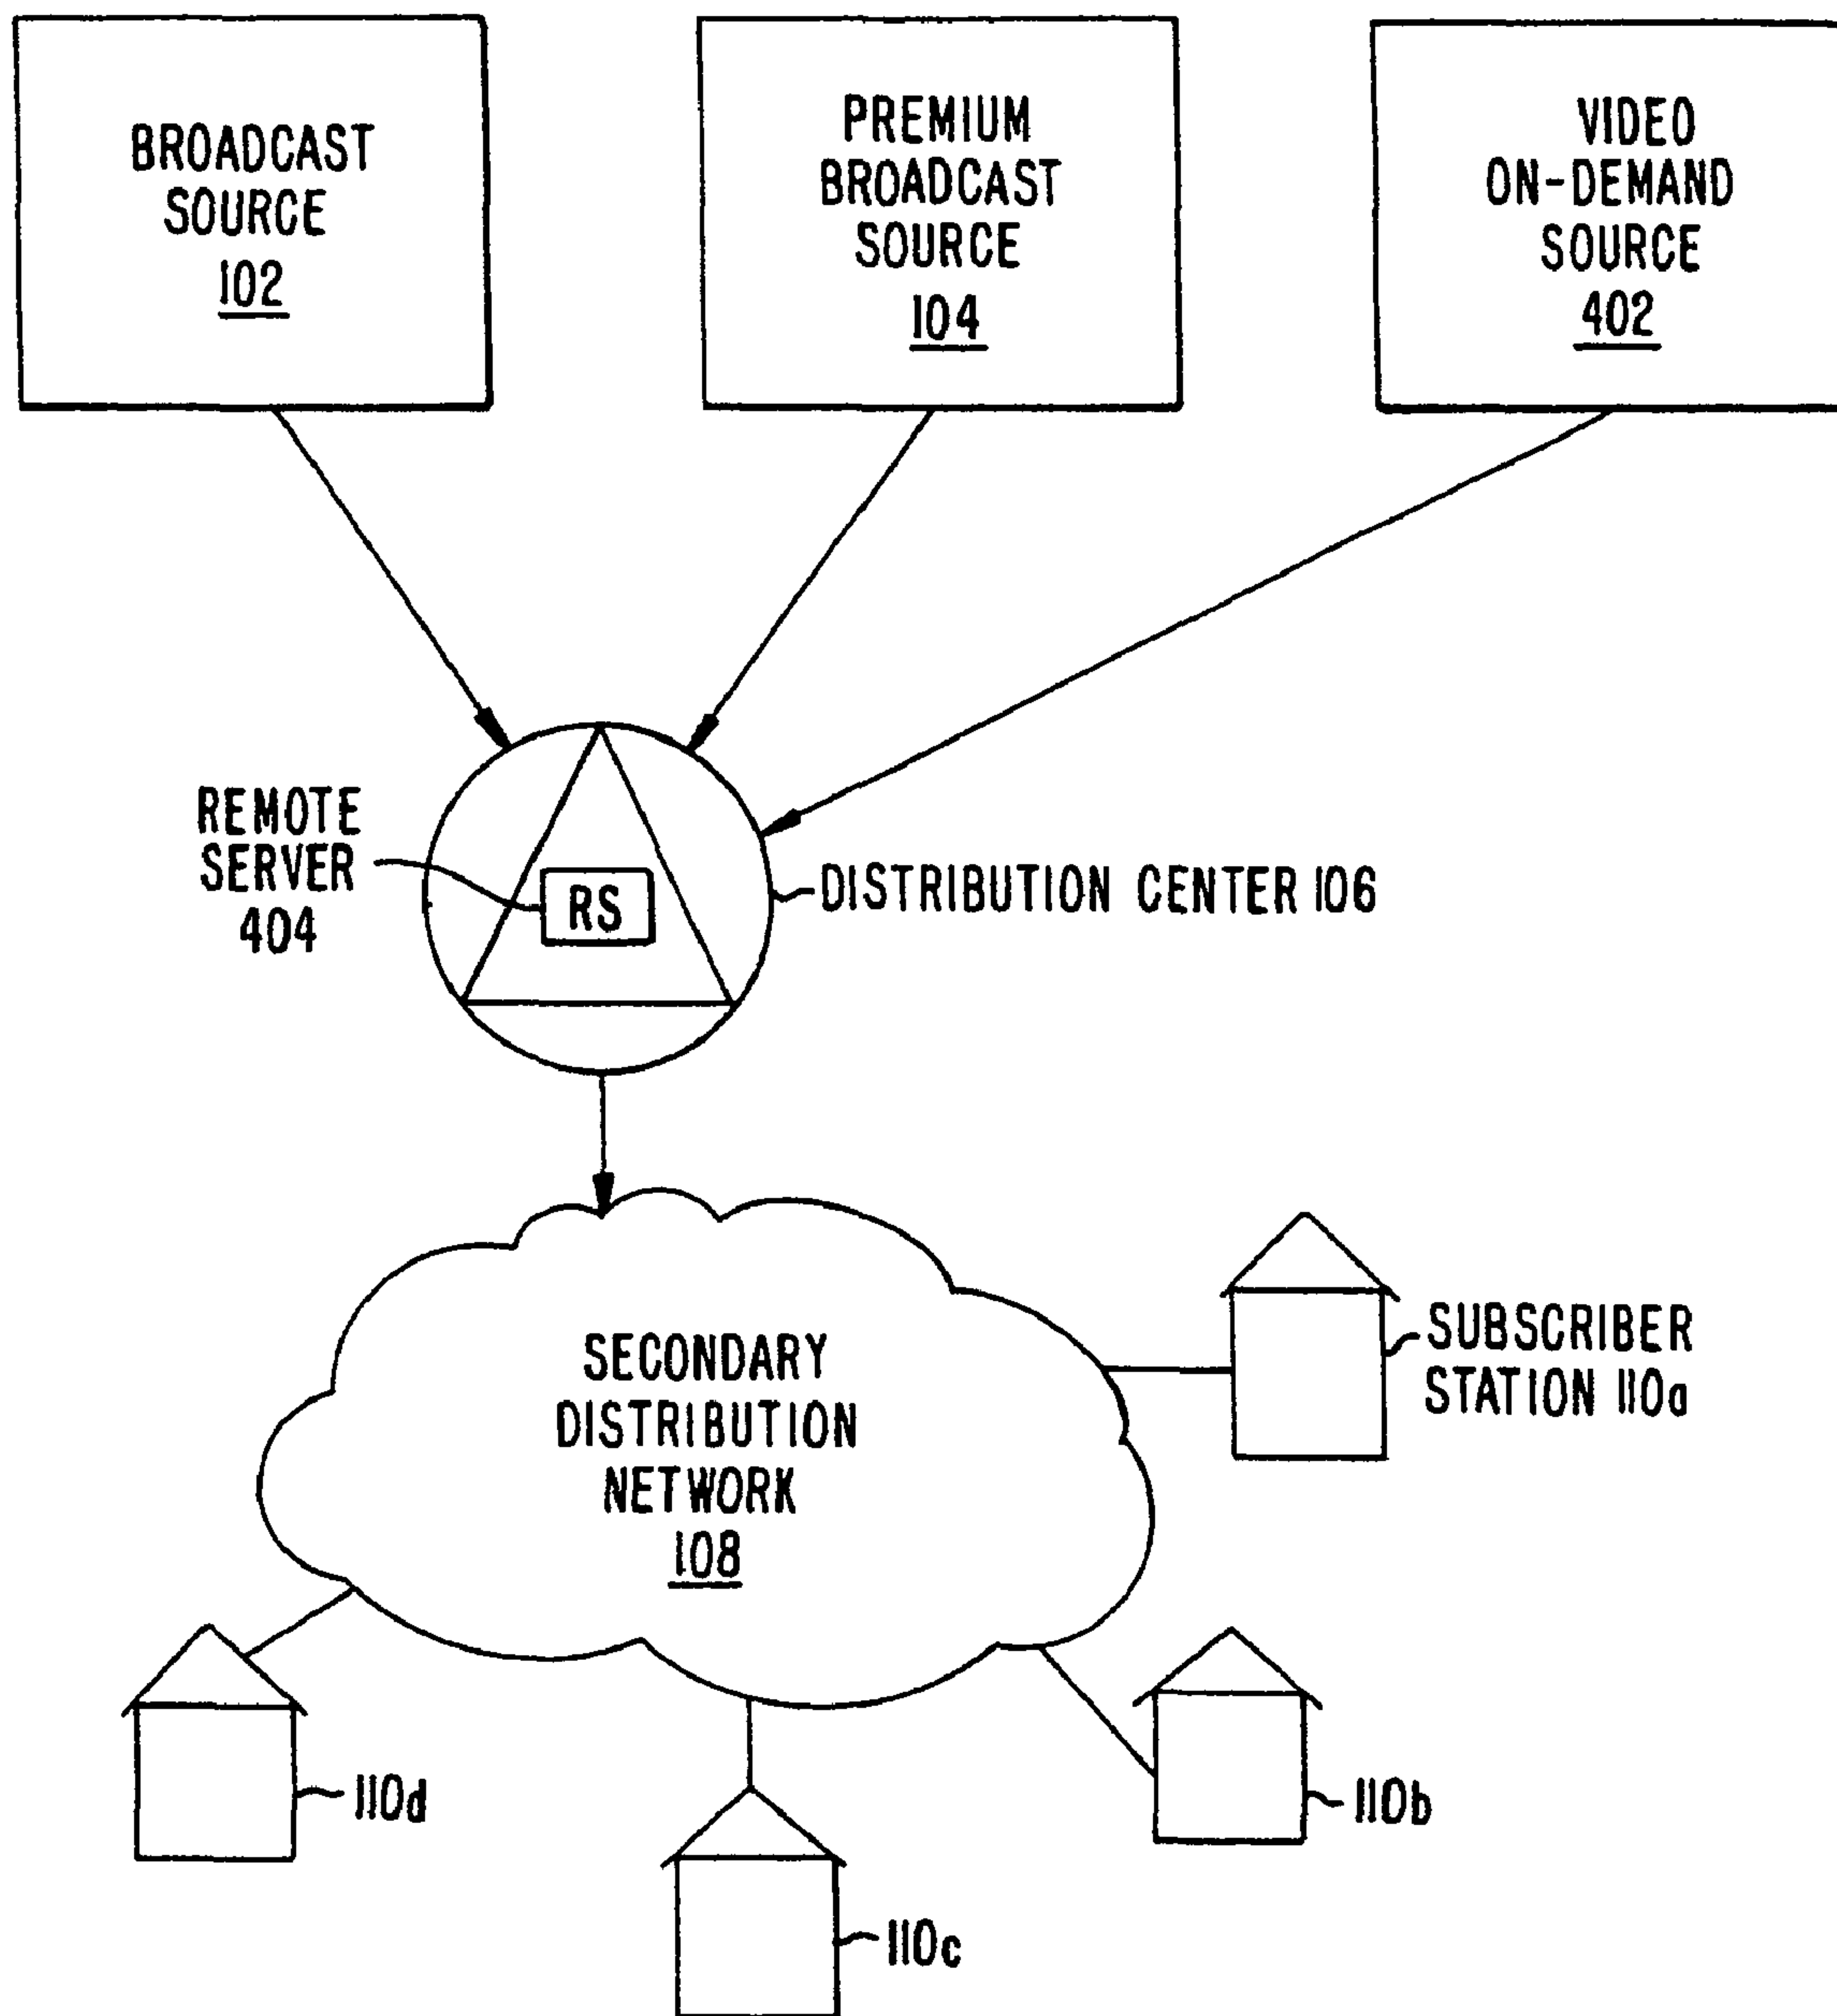 BROADCAST
SOURCE
102
PREMIUM
BROADCAST
SOURCE
104
VIDEO
ON-DEMAND
SOURCE
402
REMOTE
SERVER
404
RS
DISTRIBUTION CENTER 106
SECONDARY
DISTRIBUTION
NETWORK
108
SUBSCRIBER
STATION 110a
110d
110b
110c